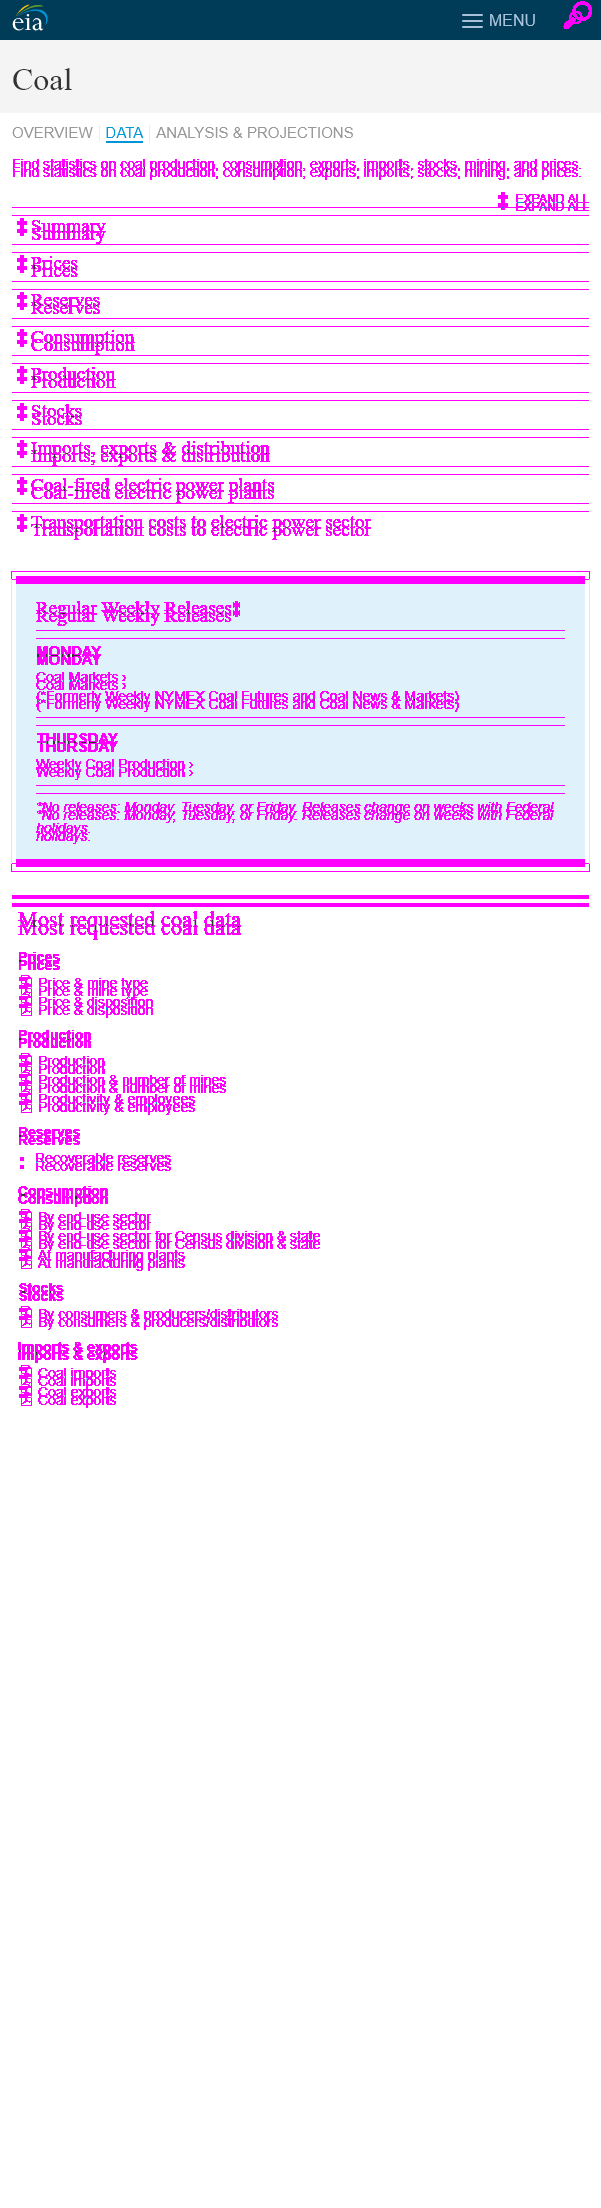 eia
MENU
Coal
OVERVIEW DATA ANALYSIS & PROJECTIONS
Find statistics on coal production, consumption, exports, imports, stocks, mining, and prices.
EXPAND ALL
Summary
Prices
Reserves
Consumption
Production
Stocks
Imports, exports & distribution
Coal-fired electric power plants
Transportation costs to electric power sector
Regular Weekly Releases
MONDAY
Coal Markets ›
(*Formerly Weekly NYMEX Coal Futures and Coal News & Markets)
THURSDAY
Weekly Coal Production ›
*No releases: Monday, Tuesday, or Friday. Releases change on weeks with Federal
holidays.
Most requested coal data
Prices
Price & mine type
Price & disposition
Production
Production
Production & number of mines
Productivity & employees
Reserves
Recoverable reserves
Consumption
By end-use sector
By end-use sector for Census division & state
At manufacturing plants
Stocks
By consumers & producers/distributors
Imports & exports
Coal imports
Coal exports